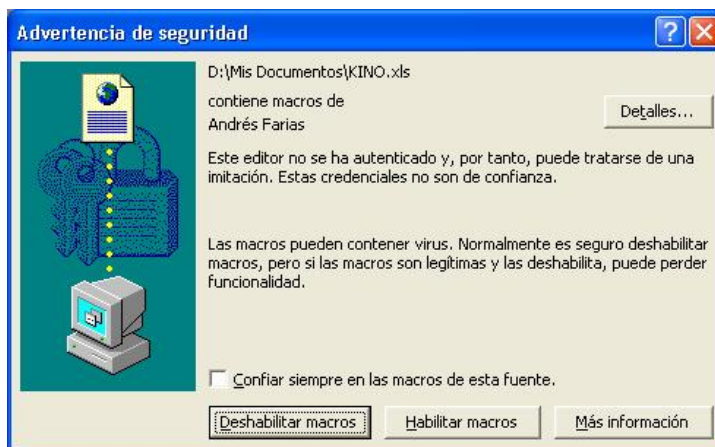 Advertencia de seguridad
D:\Mis Documentos\KINO.xls
contiene macros de
Andrés Farias
Detalles...
Este editor no se ha autenticado y, por tanto, puede tratarse de una
imitación. Estas credenciales no son de confianza.
Las macros pueden contener virus. Normalmente es seguro deshabilitar
macros, pero si las macros son legítimas y las deshabilita, puede perder
funcionalidad.
Confiar siempre en las macros de esta fuente.
Deshabilitar macros
Habilitar macros
Más información